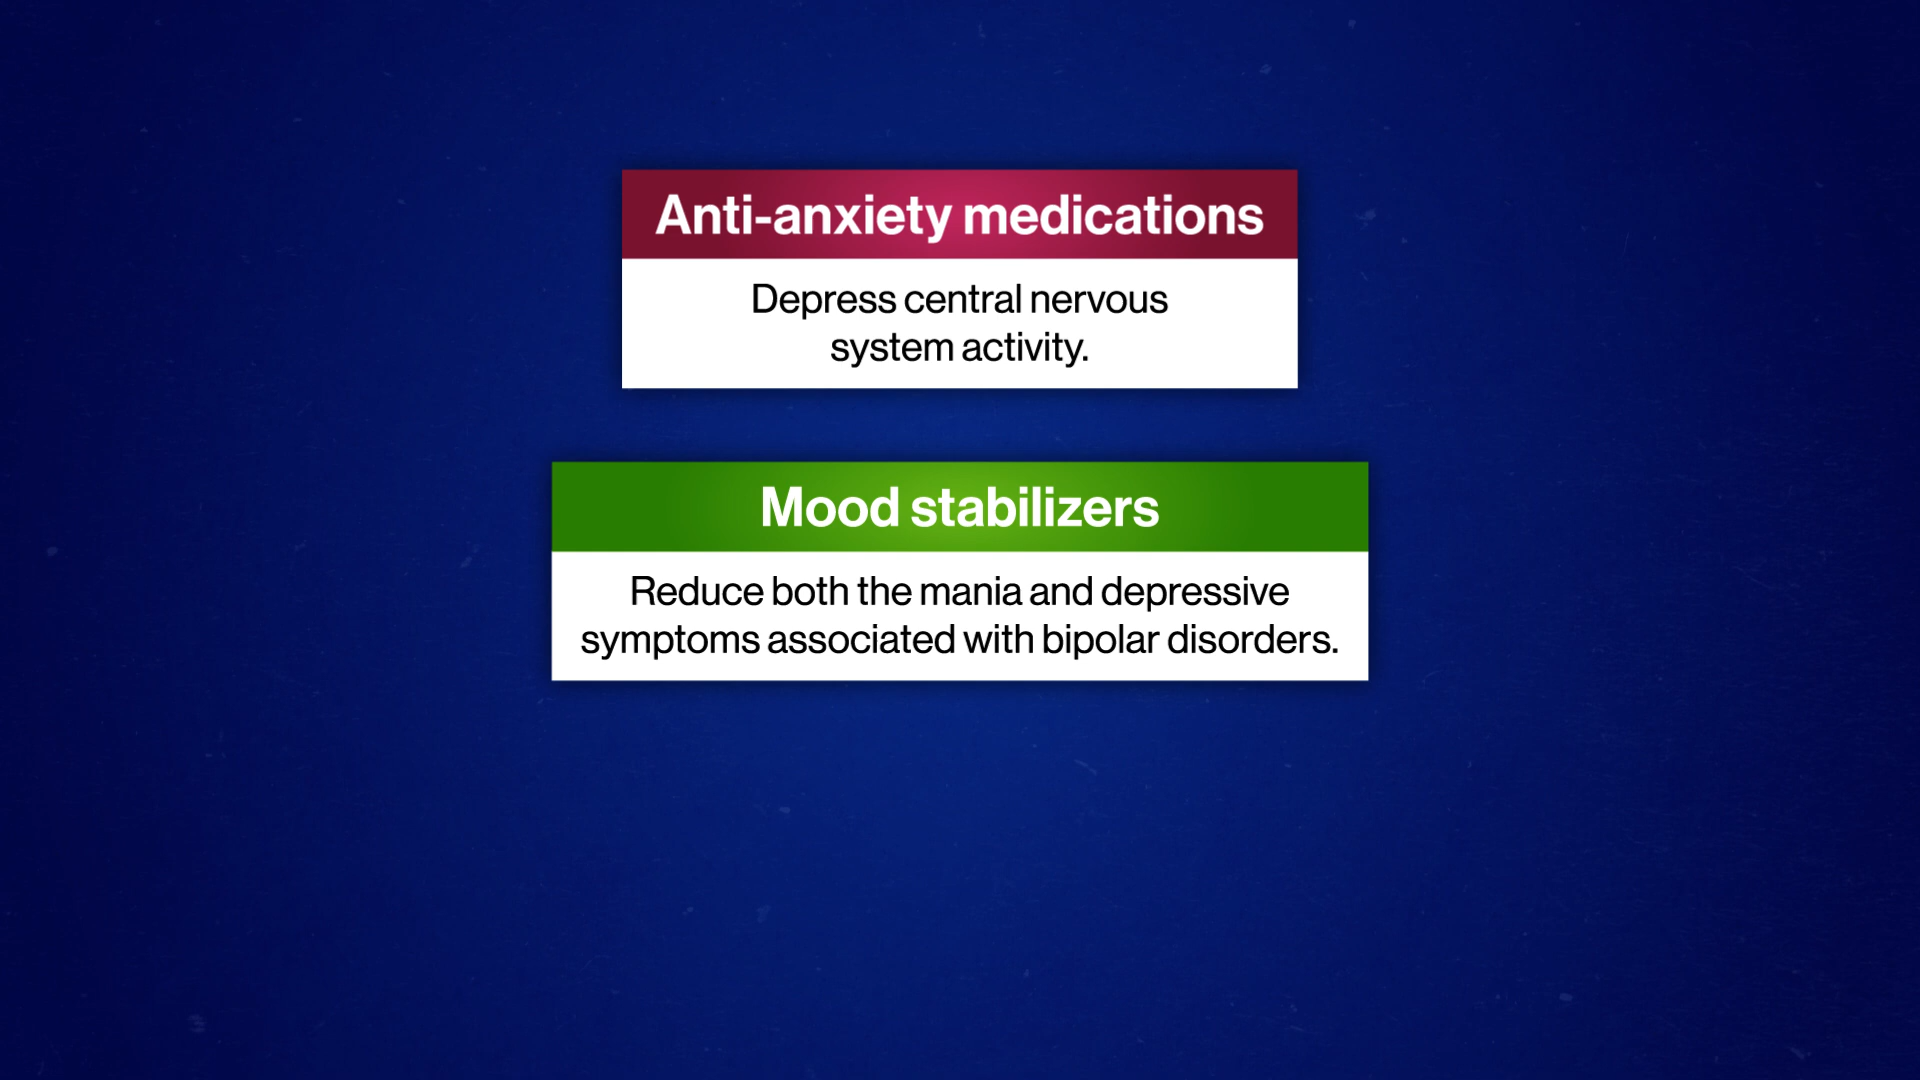 Anti-anxiety medications
Depress central nervous
system activity.
Mood stabilizers
Reduce both the mania and depressive
symptoms associated with bipolar disorders.